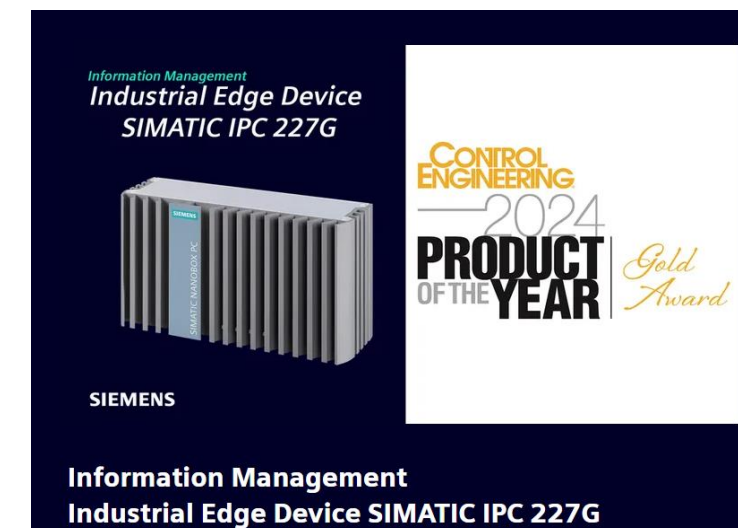 Information Management
Industrial Edge Device
SIMATIC IPC 227G
SIEMENS
SIMATIC NANOBOX PC
SIEMENS
CONTROL
ENGINEERING
2024
PRODUCT
OF THE YEAR
Gold
Award
Information Management
Industrial Edge Device SIMATIC IPC 227G